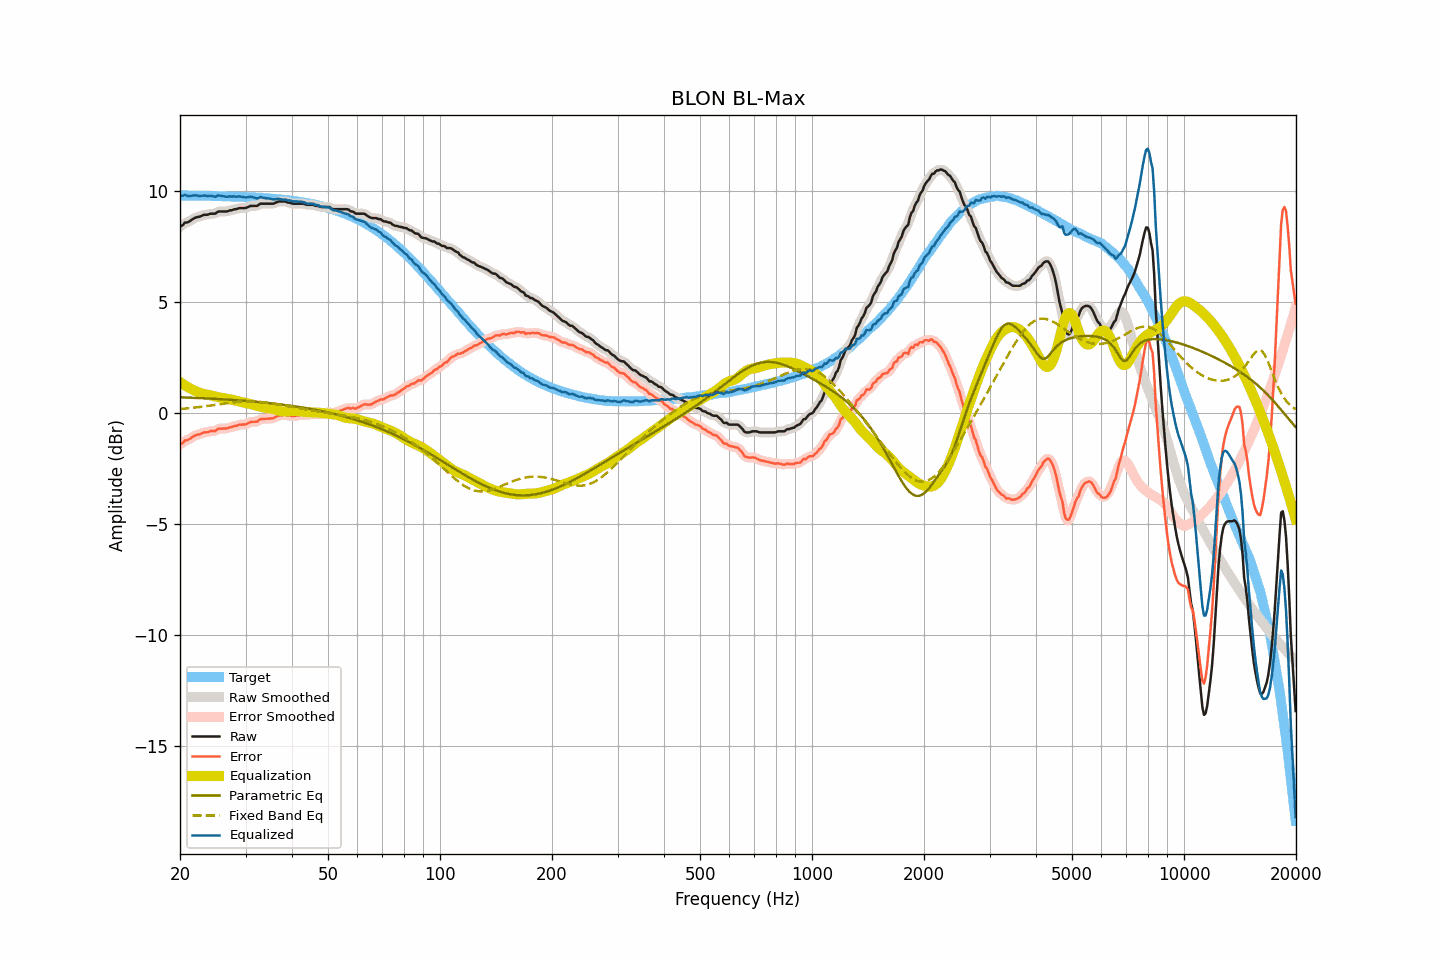 BLON BL-Max
Amplitude (dBr)
10
5
0
−5
−10
−15
Target
Raw Smoothed
Error Smoothed
Raw
Error
Equalization
Parametric Eq
Fixed Band Eq
Equalized
20 50 100 200 500 1000 2000 5000 10000 20000
Frequency (Hz)